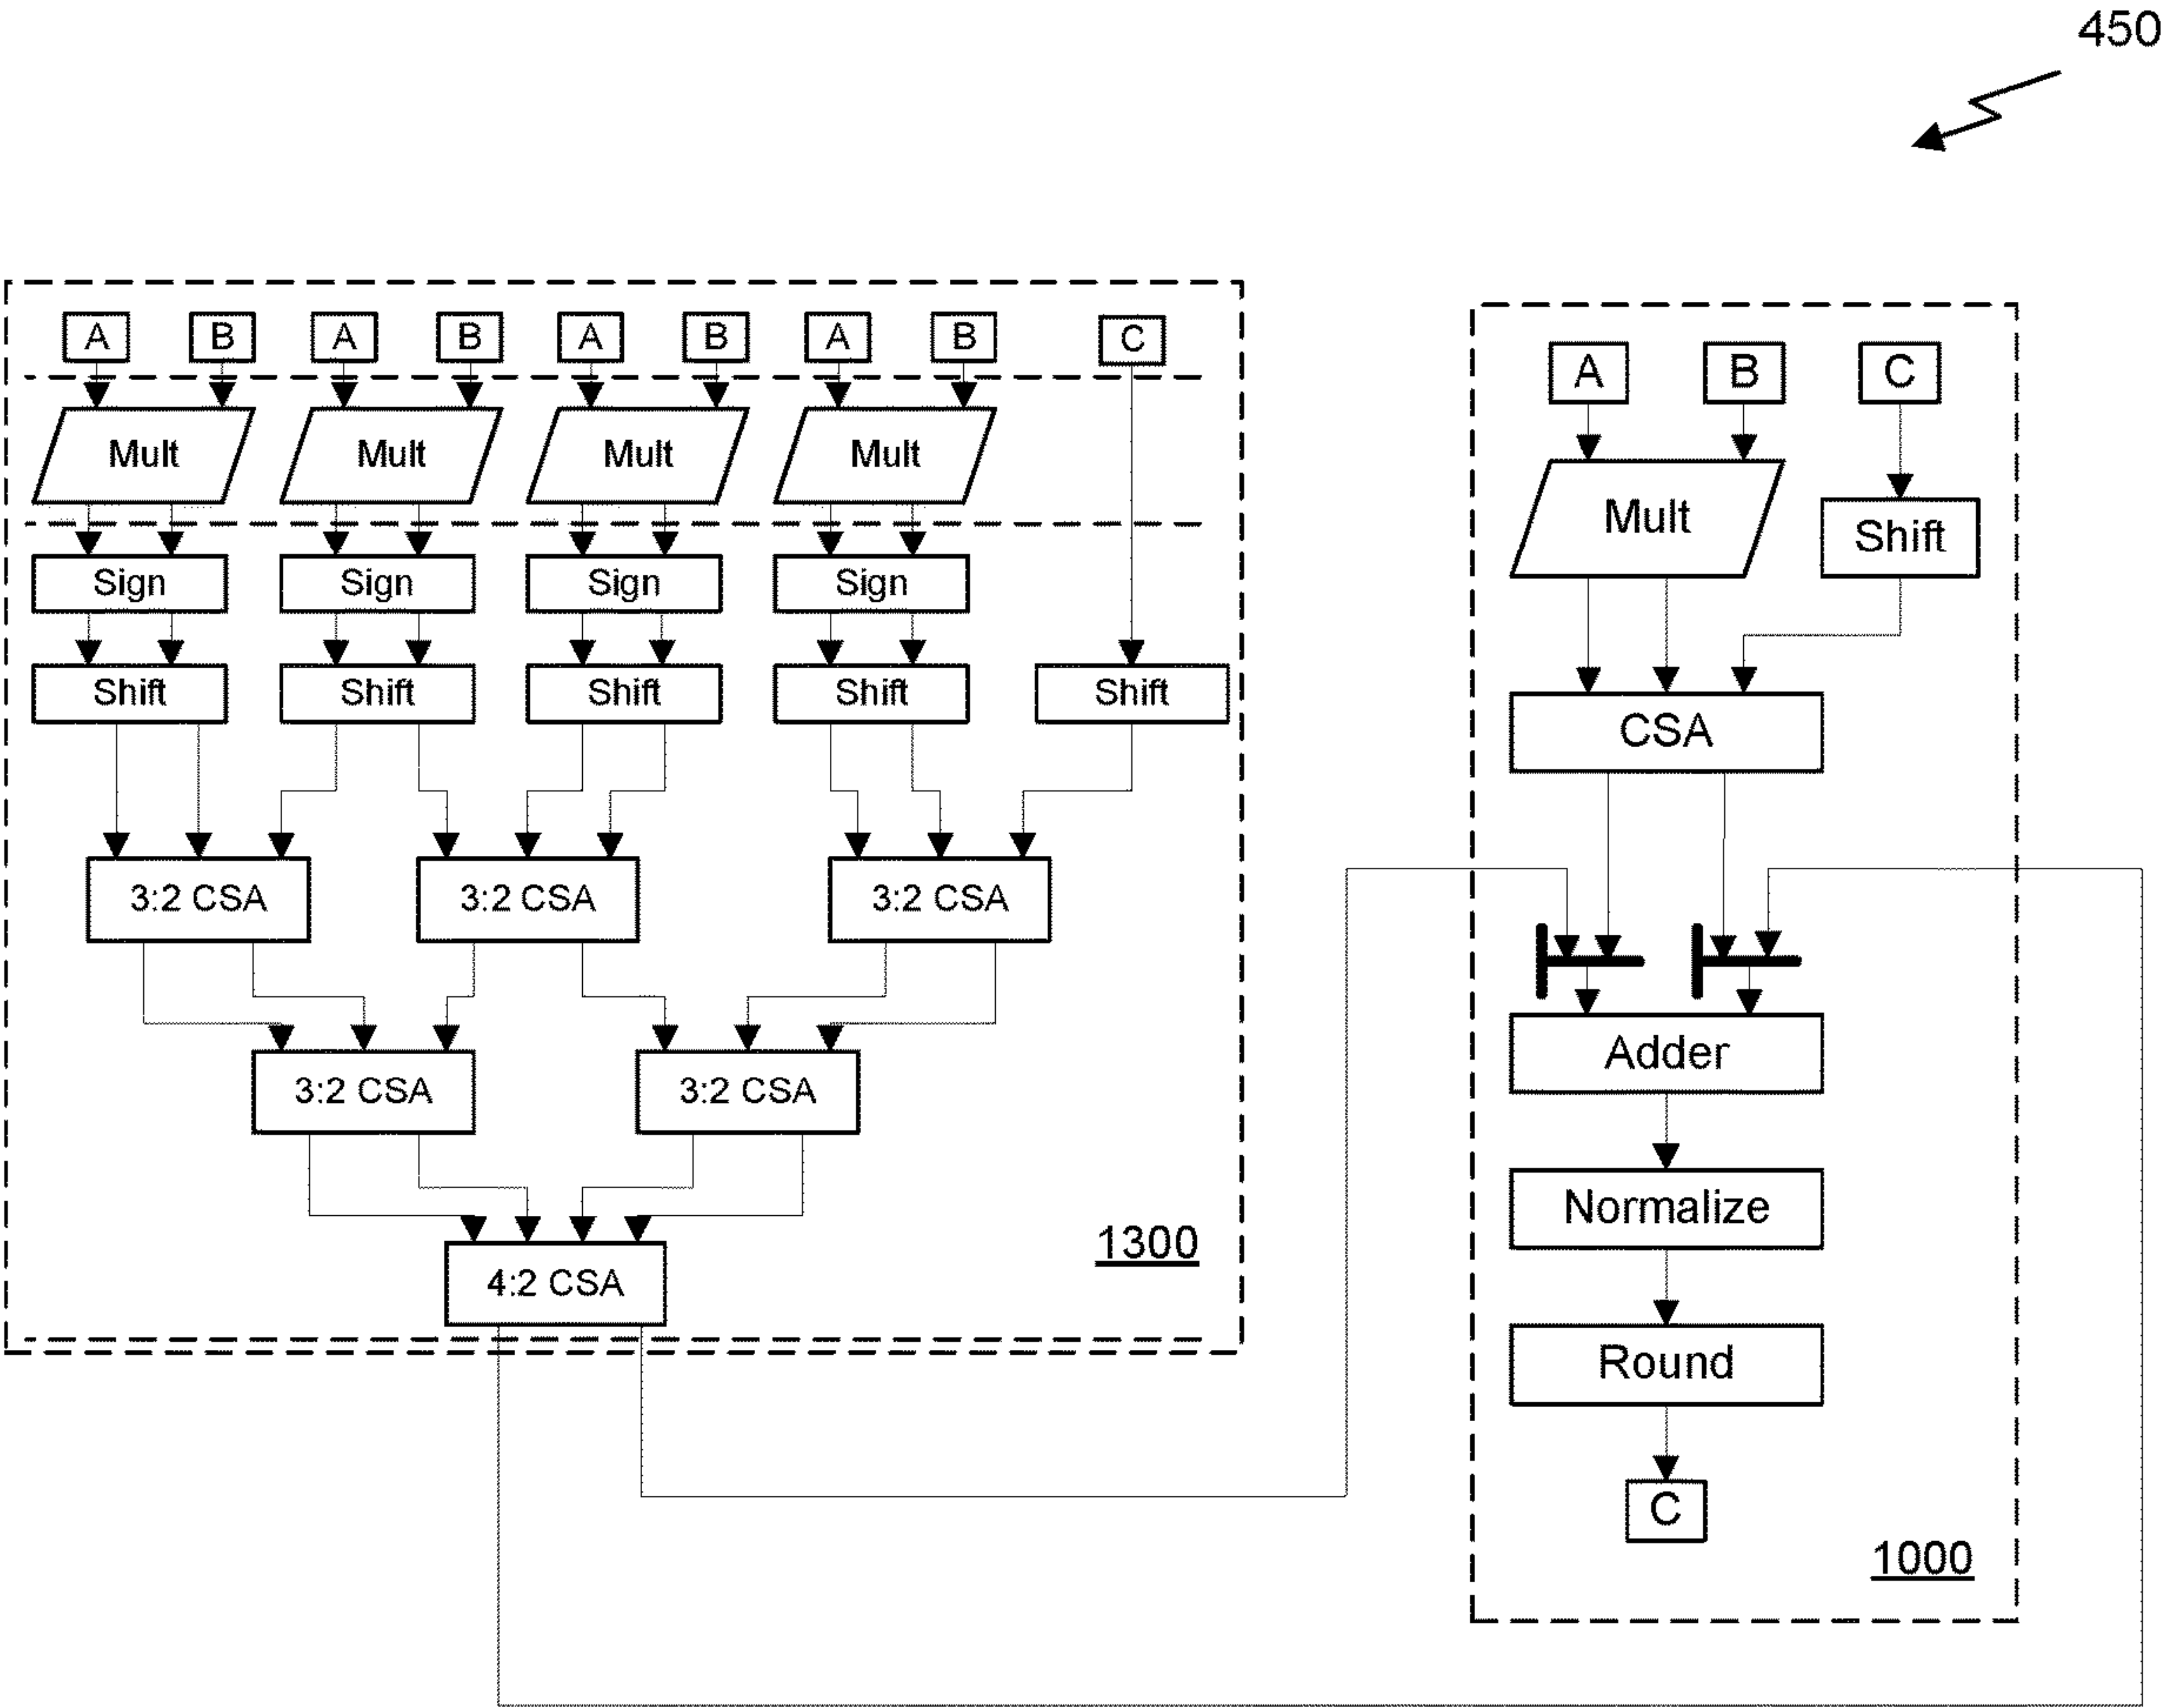 450
A B A B A B A B C
Mult Mult Mult Mult
Sign Sign Sign Sign
Shift Shift Shift Shift Shift
3:2 CSA 3:2 CSA 3:2 CSA
3:2 CSA 3:2 CSA
4:2 CSA
1300
A B C
Mult
Shift
CSA
Adder
Normalize
Round
C
1000